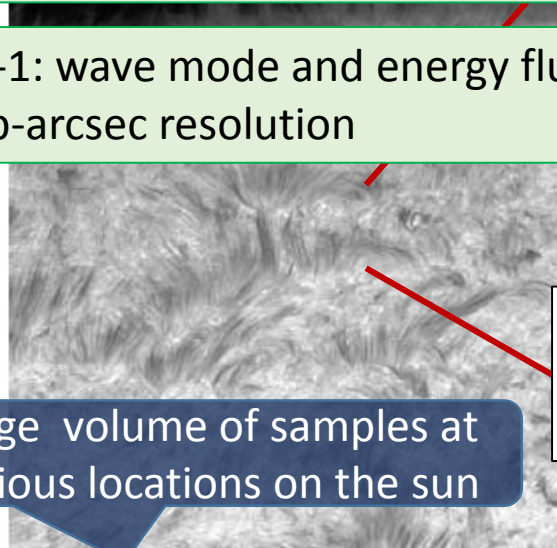 -1: wave mode and energy flu
b-arcsec resolution
ge volume of samples at
ious locations on the sun